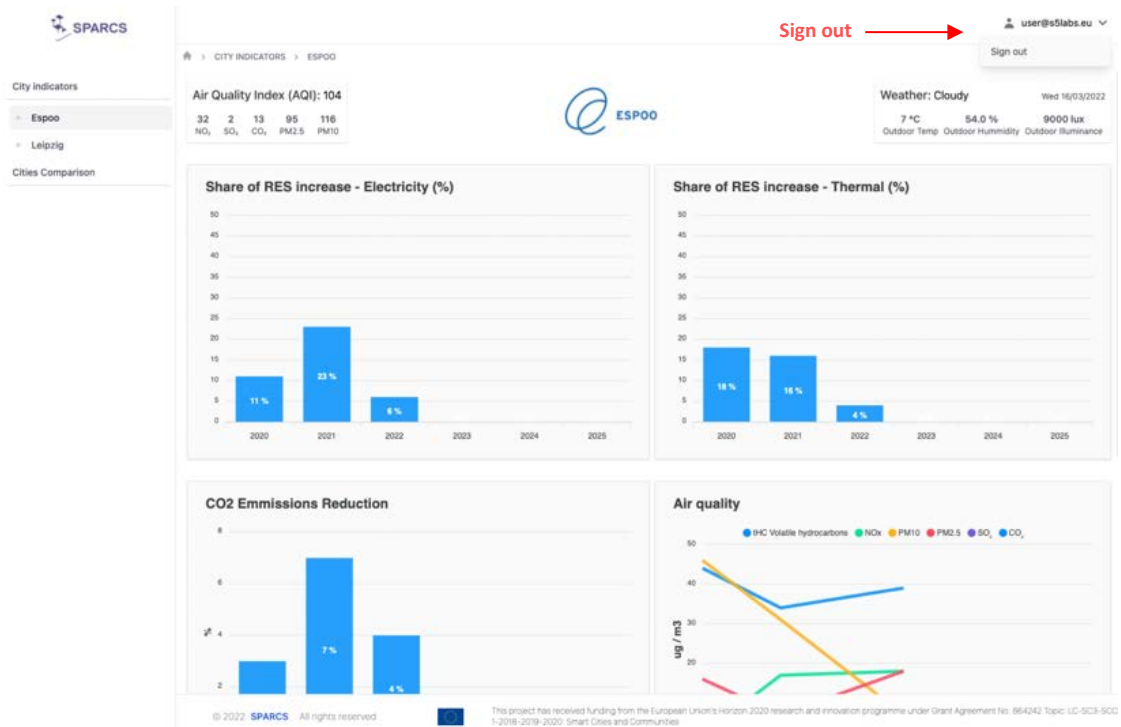 SPARCS
Sign out
user@s5labs.eu
Sign out
CITY INDICATORS > ESPOO
City indicators
Espoo
Leipzig
Cities Comparison
Air Quality Index (AQI): 104
32 2 13 95 116
NOₓ SOₓ COₓ PM2.5 PM10
ESPOO
Weather: Cloudy Wed 16/03/2022
7 °C 54.0 % 9000 lux
Outdoor Temp Outdoor Hummidity Outdoor Illuminance
Share of RES increase - Electricity (%)
50
45
40
35
30
25
20
15
10
5
0
11 %
23 %
6 %
2020 2021 2022 2023 2024 2025
Share of RES increase - Thermal (%)
50
45
40
35
30
25
20
15
10
5
0
18 %
16 %
4 %
2020 2021 2022 2023 2024 2025
CO2 Emmissions Reduction
8
6
4
2
%
7 %
4 %
Air quality
tHC Volatile hydrocarbons NOx PM10 PM2.5 SOₓ COₓ
50
40
30
20
ug / m3
© 2022 SPARCS All rights reserved
This project has received funding from the European Union's Horizon 2020 research and innovation programme under Grant Agreement No. 864242 Topic: LC-SC3-SCC
1-2018-2019-2020: Smart Cities and Communities